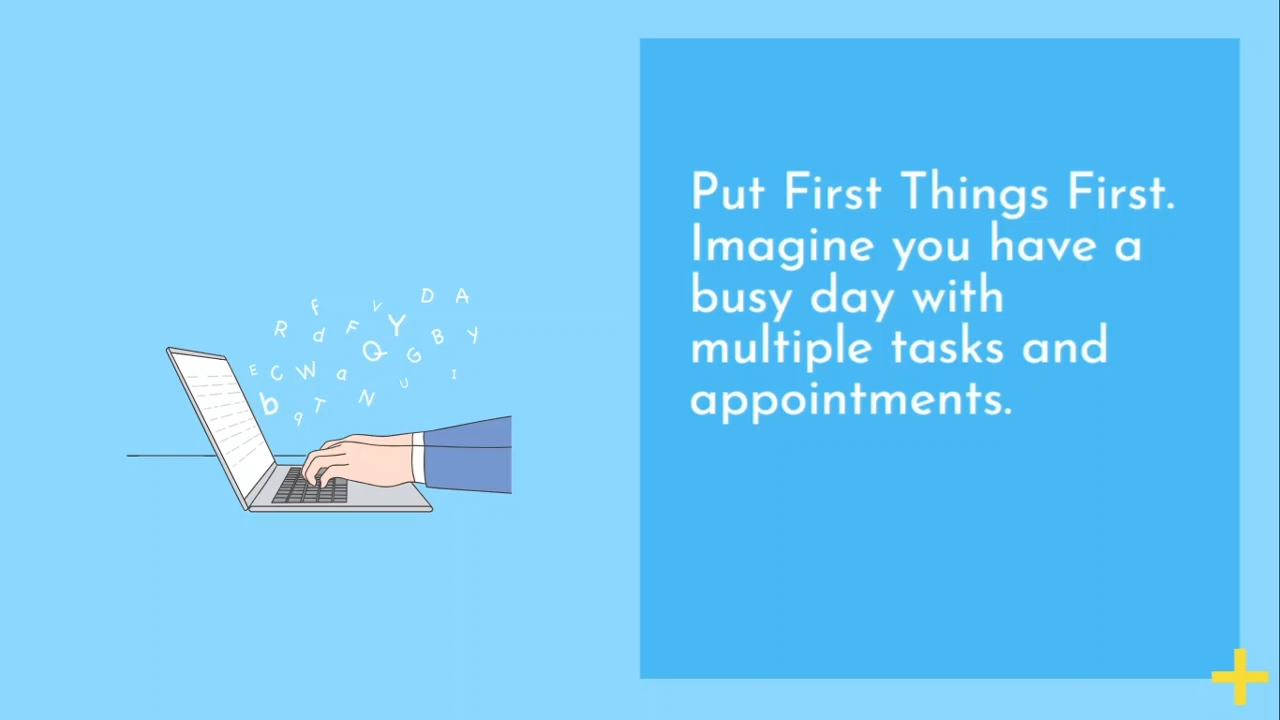 Put First Things First.
Imagine you have a
busy day with
multiple tasks and
appointments.
F V D A
R d F Y B y
Q G
E C W a U I
b q T N